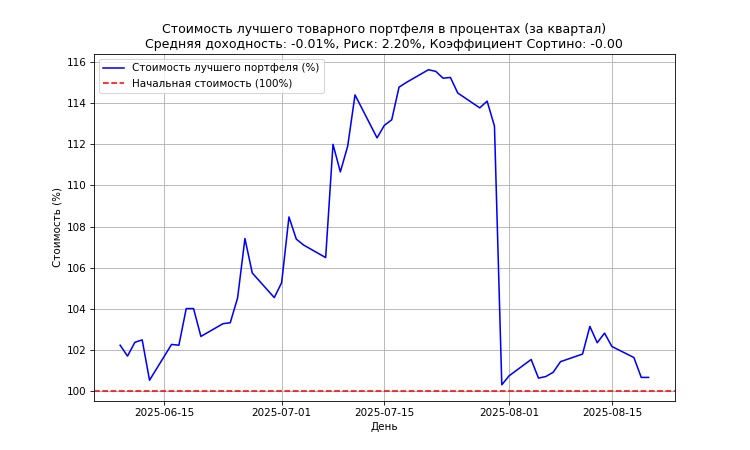 Стоимость лучшего товарного портфеля в процентах (за квартал)
Средняя доходность: -0.01%, Риск: 2.20%, Коэффициент Сортино: -0.00
Стоимость лучшего портфеля (%)
Начальная стоимость (100%)
Стоимость (%)
116
114
112
110
108
106
104
102
100
2025-06-15
2025-07-01
2025-07-15
2025-08-01
2025-08-15
День